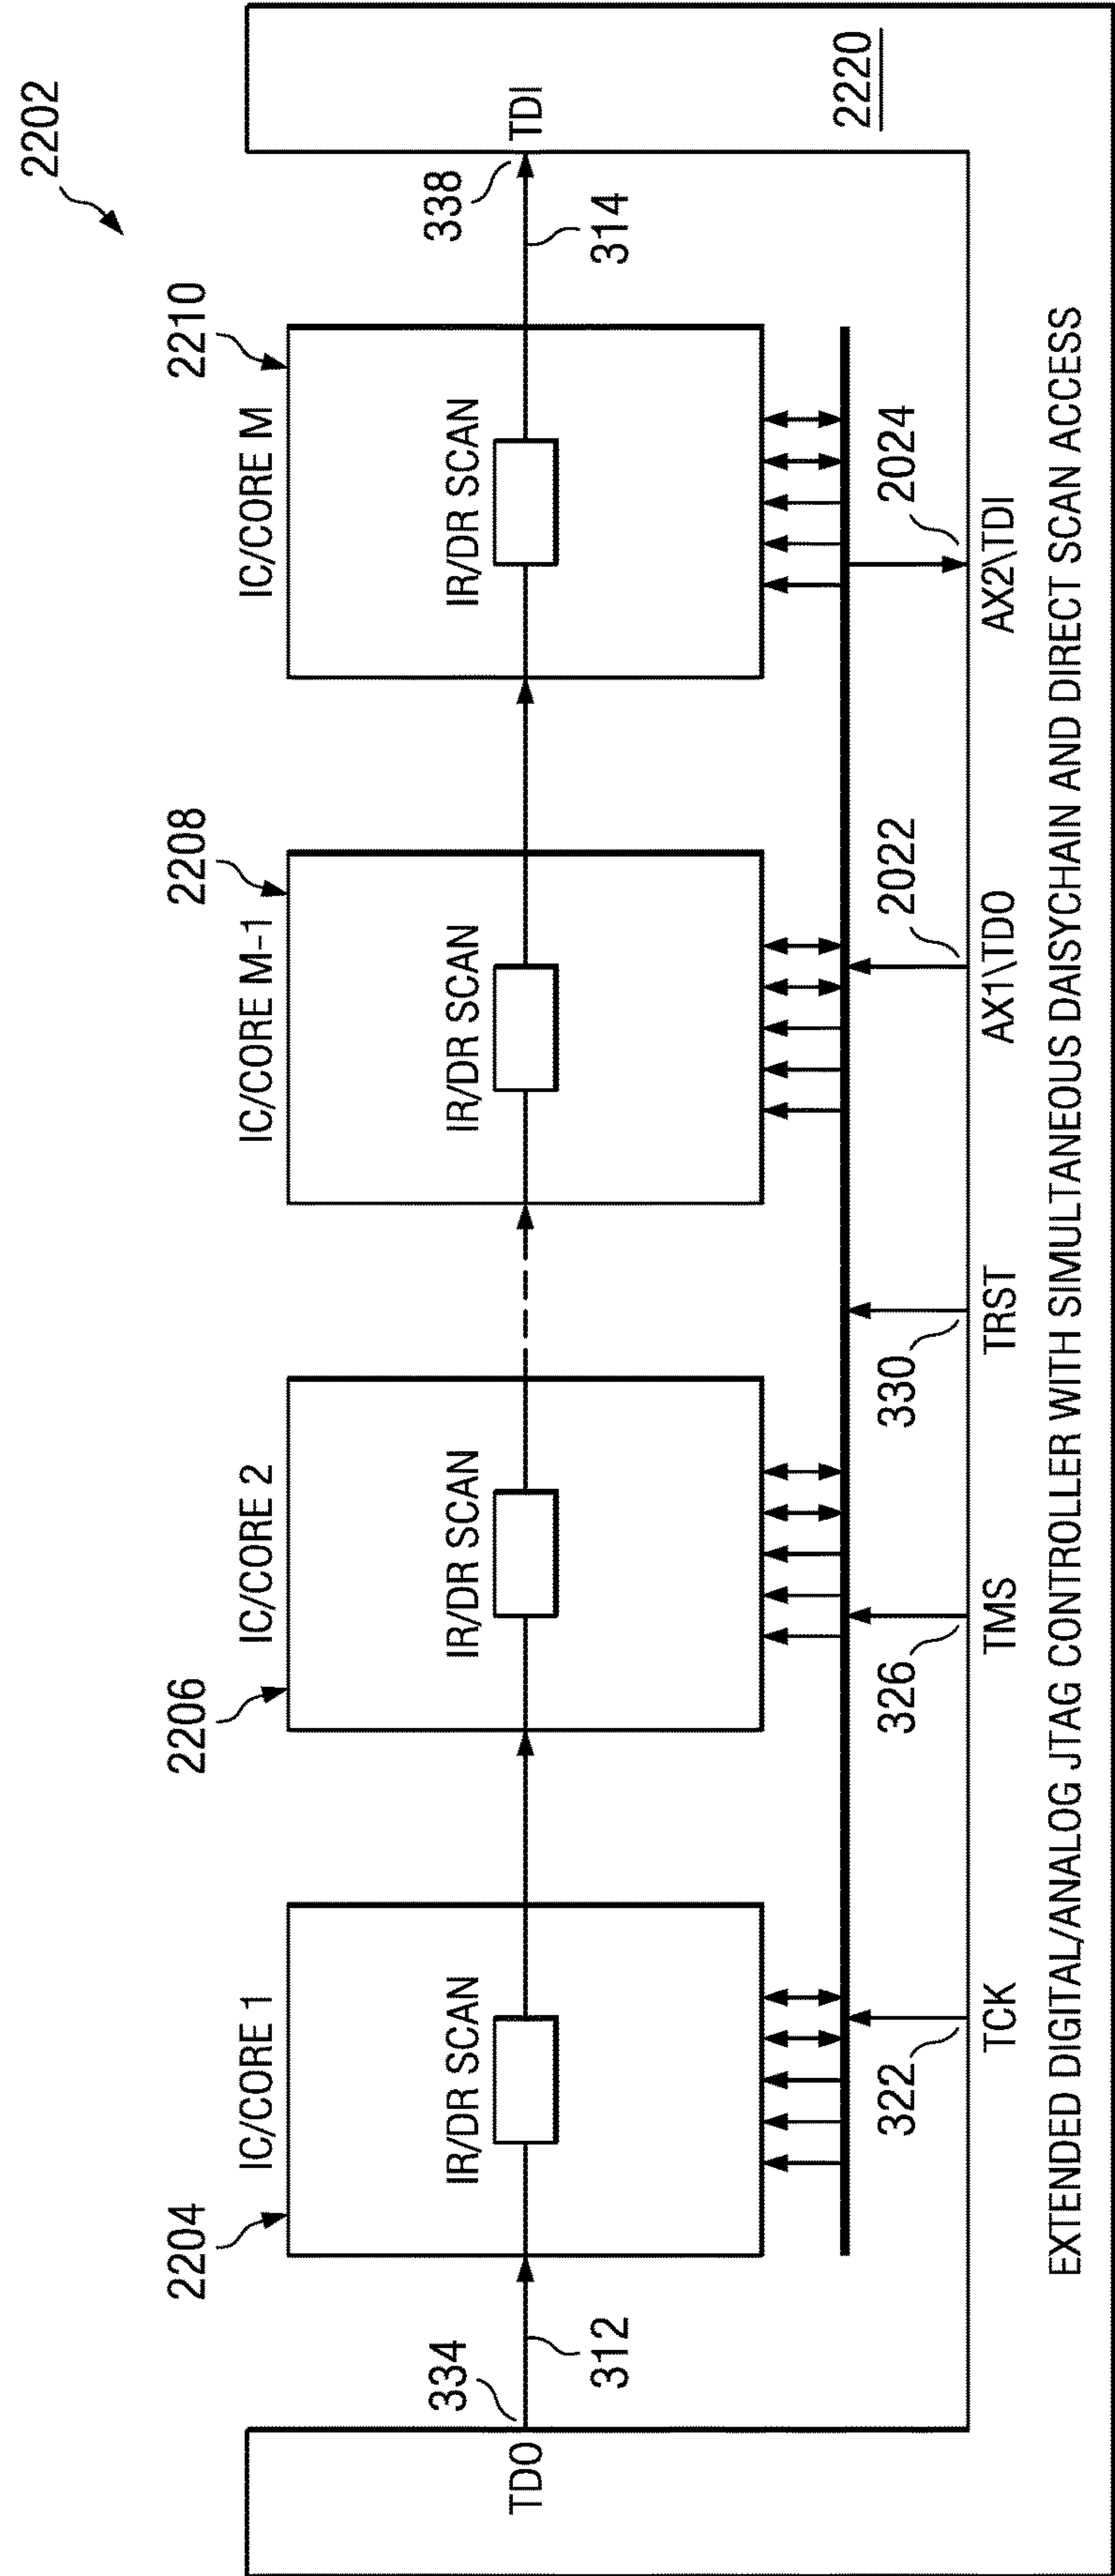 2202
2204
2206
2208
2210
IC/CORE 1
IC/CORE 2
IC/CORE M-1
IC/CORE M
334
338
IR/DR SCAN
IR/DR SCAN
IR/DR SCAN
IR/DR SCAN
TDO
TDI
312
314
2220
322
326
330
2022
2024
TCK
TMS
TRST
AX1\TDO
AX2\TDI
EXTENDED DIGITAL/ANALOG JTAG CONTROLLER WITH SIMULTANEOUS DAISYCHAIN AND DIRECT SCAN ACCESS